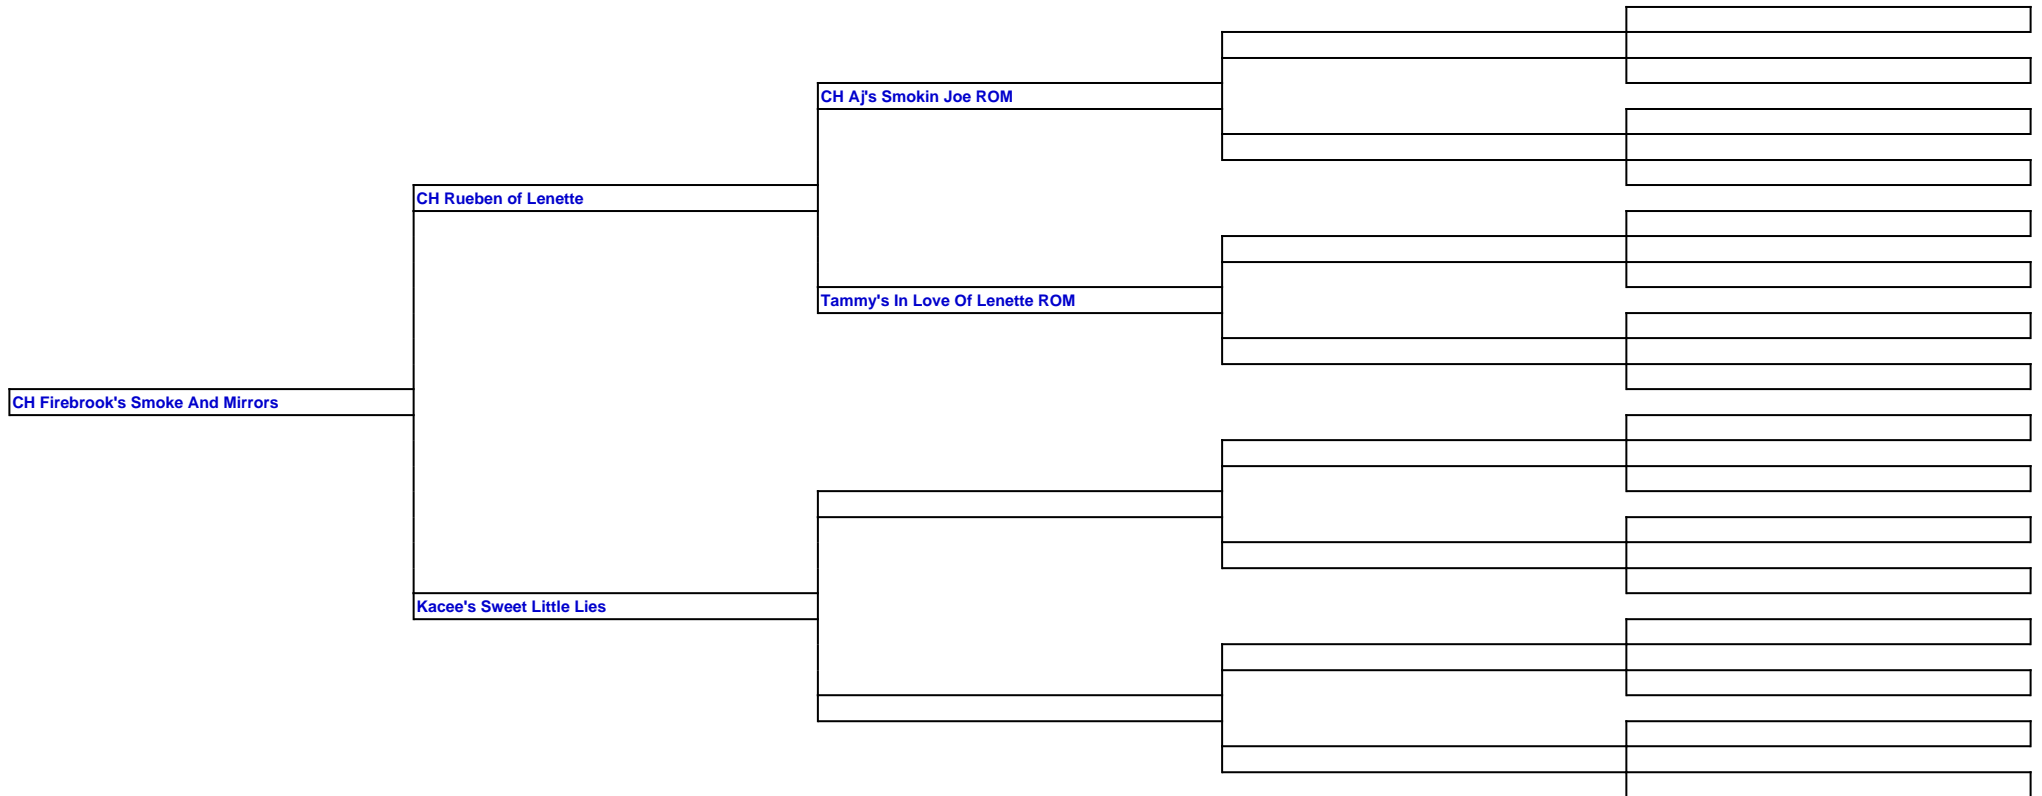 CH Aj's Smokin Joe ROM
CH Rueben of Lenette
Tammy's In Love Of Lenette ROM
CH Firebrook's Smoke And Mirrors
Kacee's Sweet Little Lies